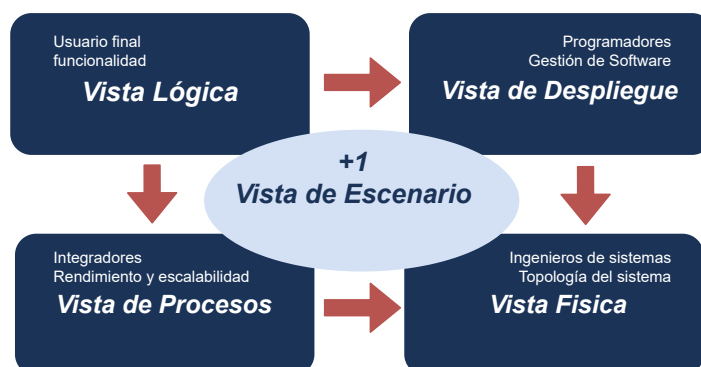 Usuario final
funcionalidad
Vista Lógica
Programadores
Gestión de Software
Vista de Despliegue
+1
Vista de Escenario
Integradores
Rendimiento y escalabilidad
Vista de Procesos
Ingenieros de sistemas
Topología del sistema
Vista Fisica